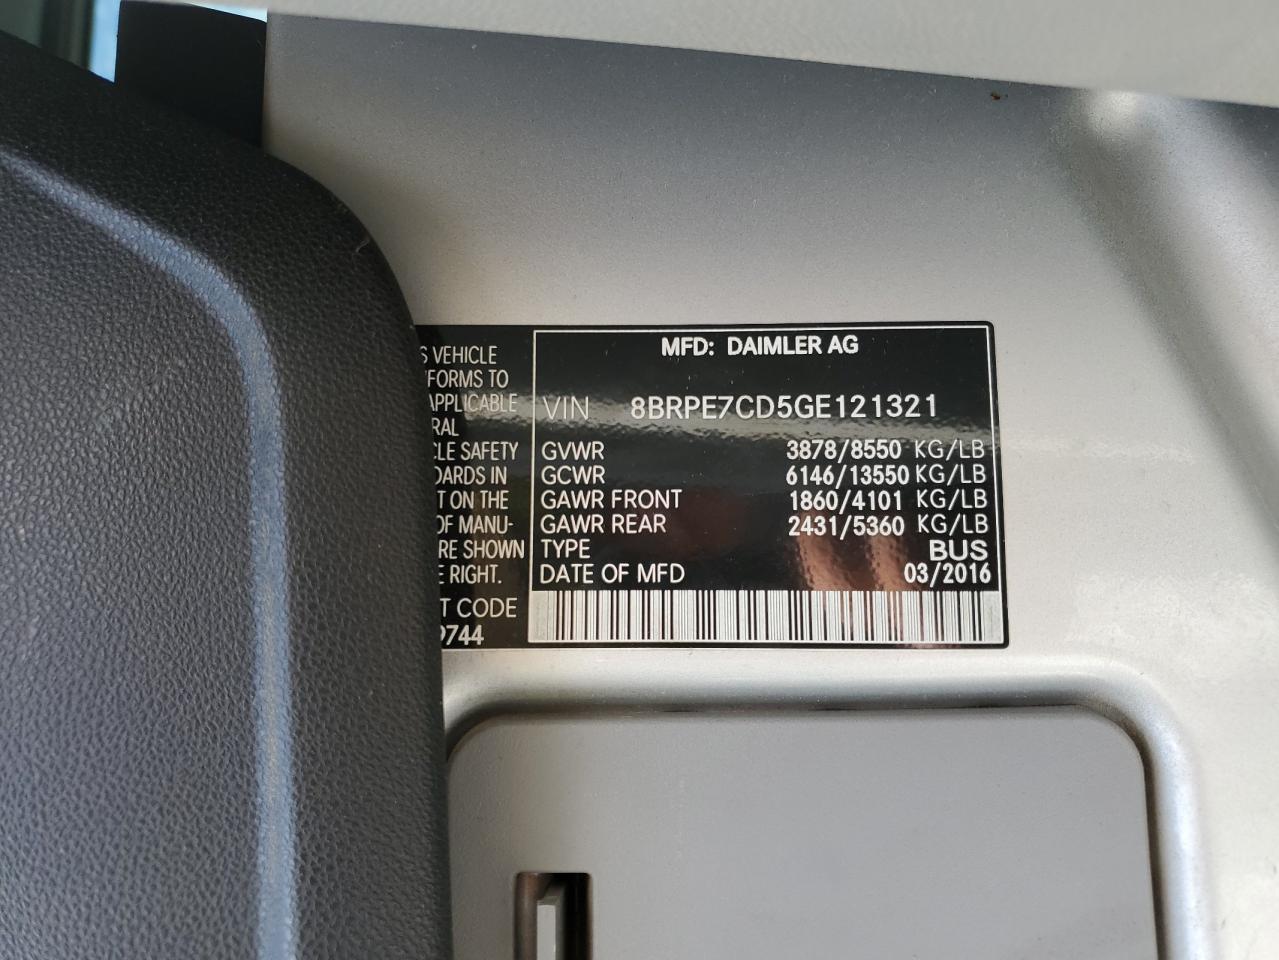 S VEHICLE
FORMS TO
APPLICABLE
RAL
CLE SAFETY
DARDS IN
T ON THE
OF MANU-
RE SHOWN
E RIGHT.
T CODE
9744
MFD: DAIMLER AG
VIN 8BRPE7CD5GE121321
GVWR 3878/8550 KG/LB
GCWR 6146/13550 KG/LB
GAWR FRONT 1860/4101 KG/LB
GAWR REAR 2431/5360 KG/LB
TYPE BUS
DATE OF MFD 03/2016